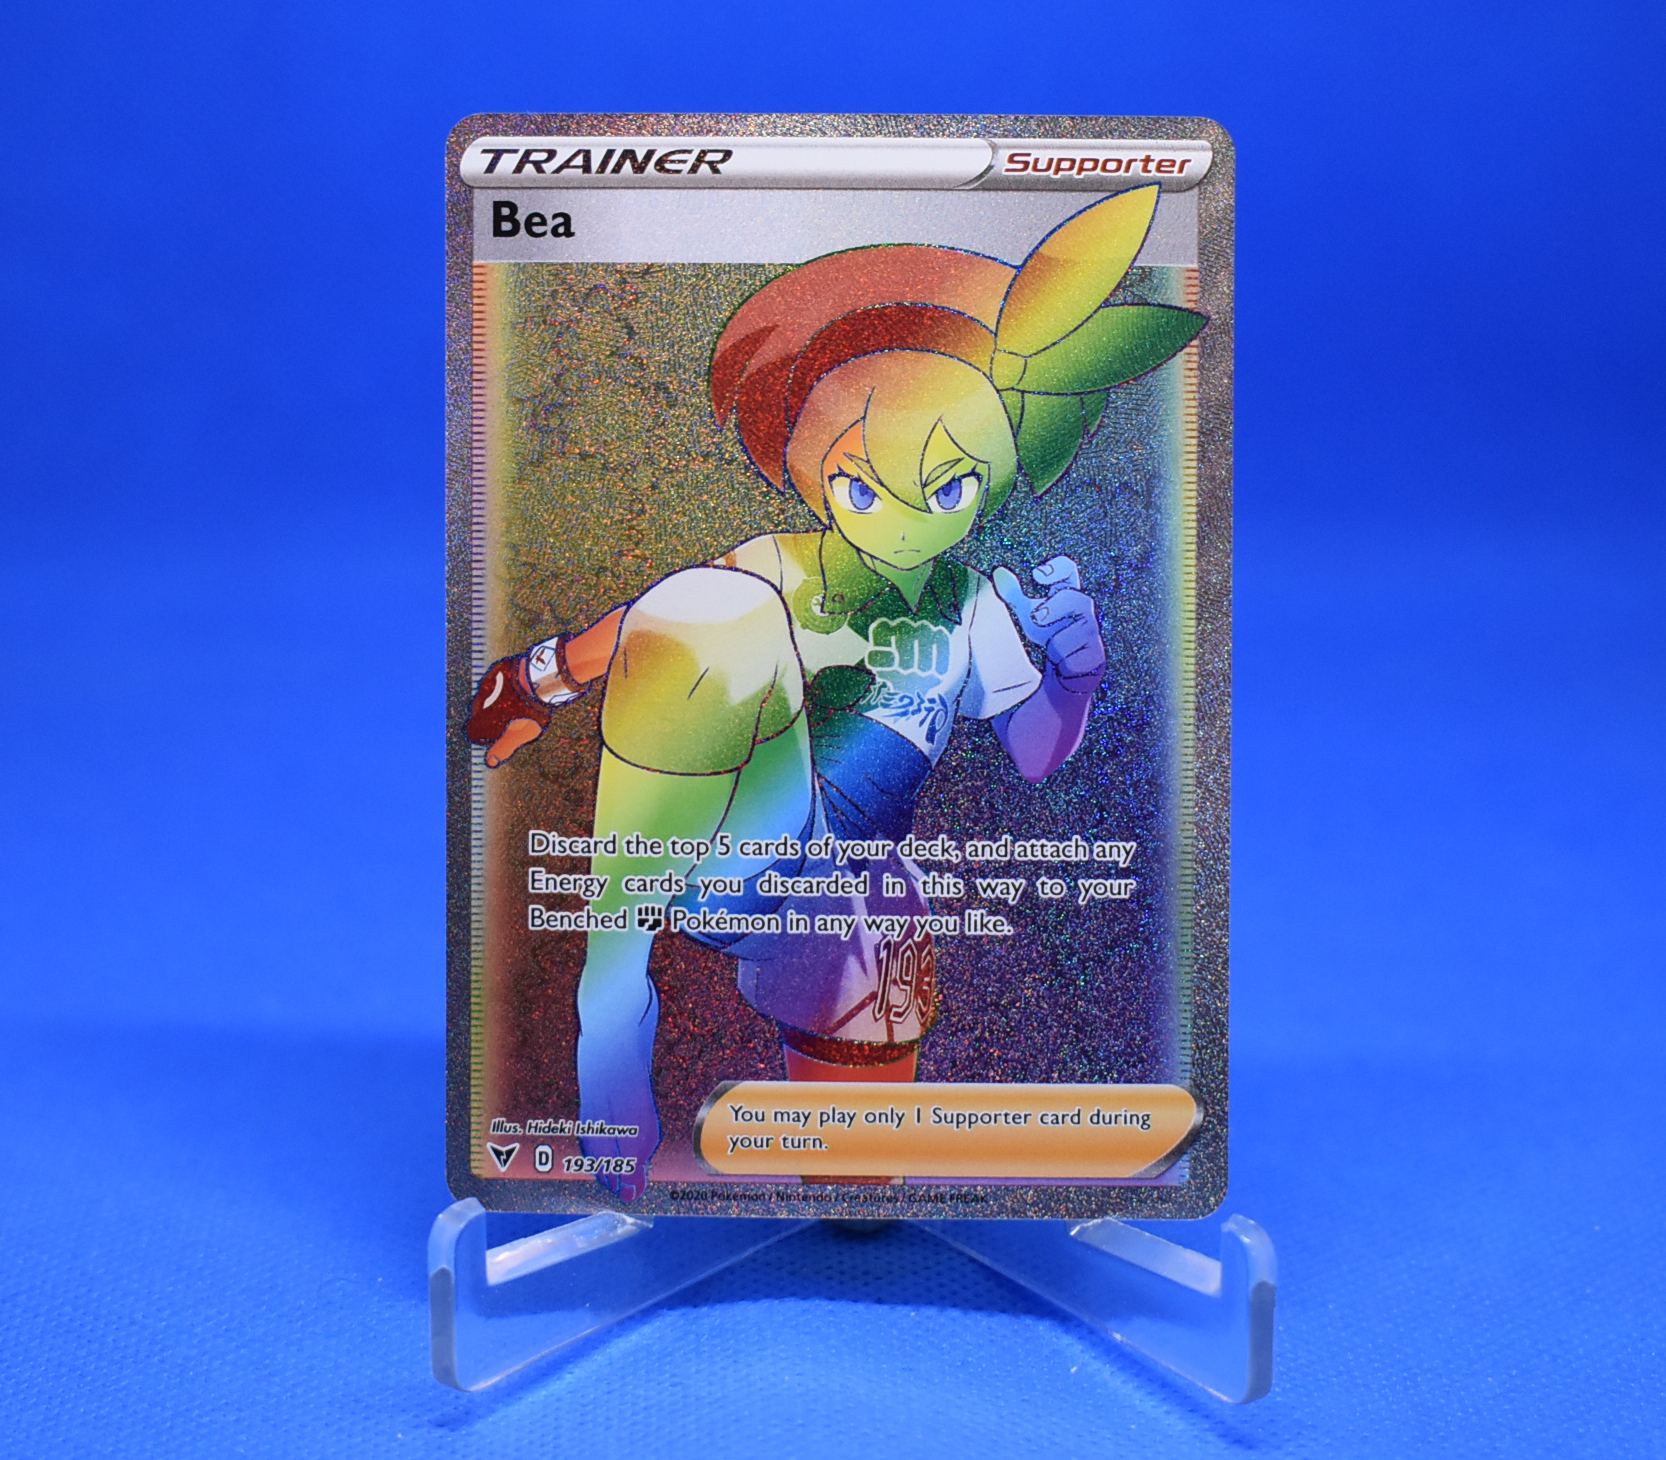 TRAINER Supporter
Bea
Discard the top 5 cards of your deck, and attach any
Energy cards you discarded in this way to your
Benched Pokémon in any way you like.
193
You may play only 1 Supporter card during
your turn.
Illus. Hideki Ishikawa
D 193/185
©2020 Pokémon / Nintendo / Creatures / GAME FREAK